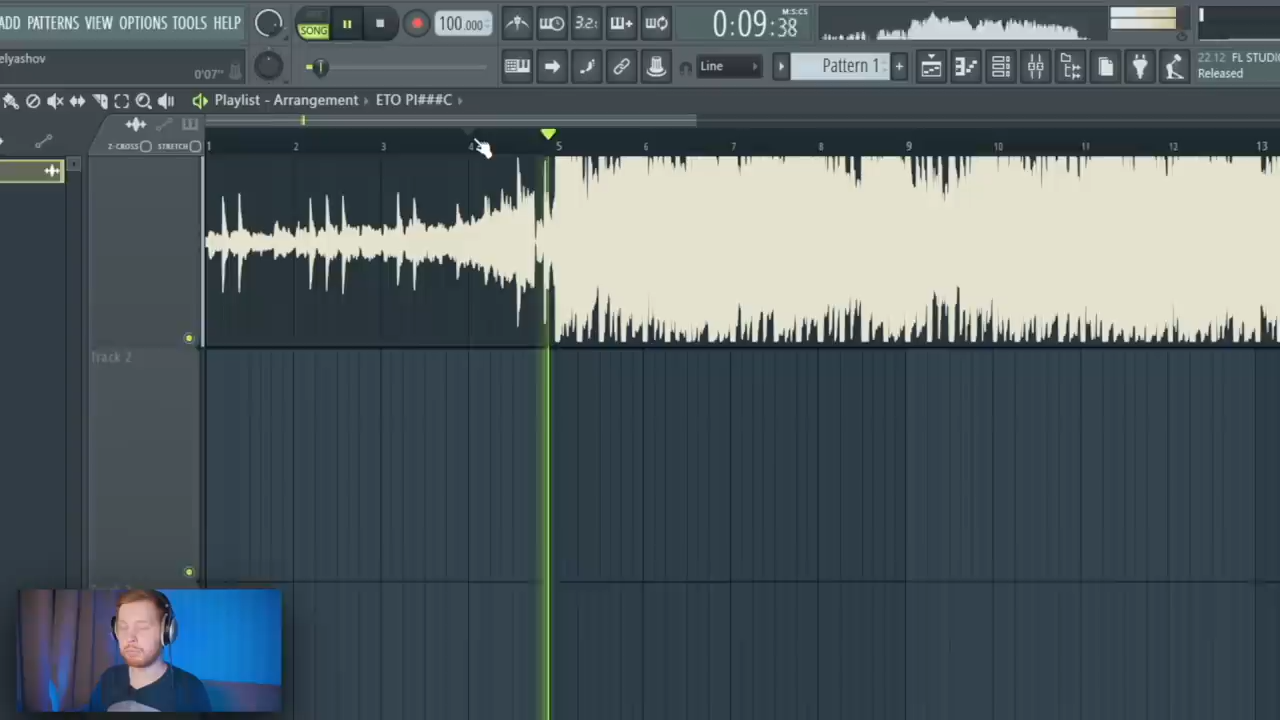 ADD PATTERNS VIEW OPTIONS TOOLS HELP
SONG
100.000
3.2:
0:09:38
M:S:CS
elyashov
0'07"
Line
Pattern 1
22.12 FL STUDIO
Released
Playlist - Arrangement › ETO PI###C ›
Z-CROSS STRETCH
1 2 3 4 5 6 7 8 9 10 11 12 13
Track 2